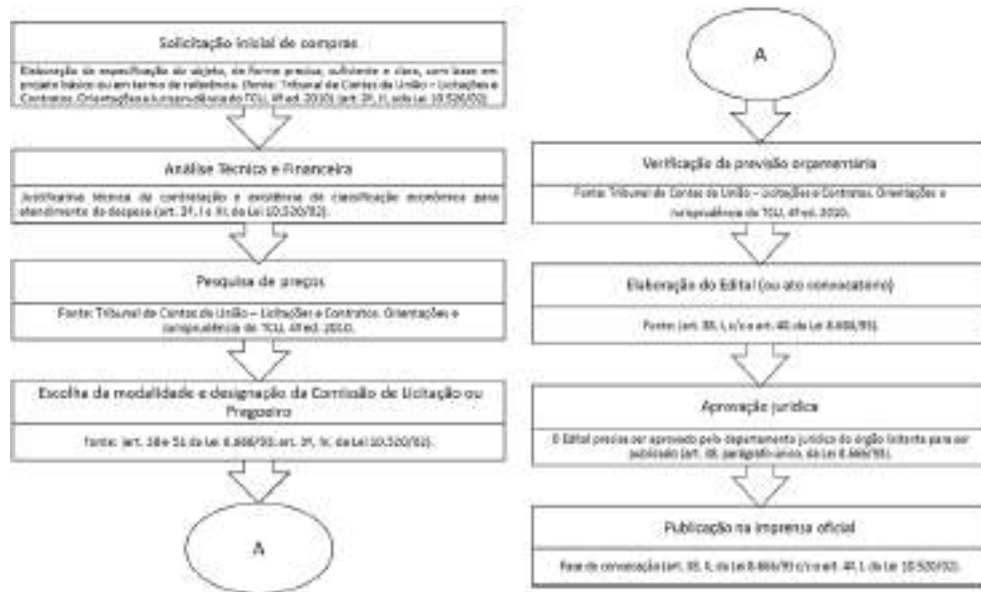 Solicitação inicial de compras
Elaboração da especificação do objeto, de forma precisa, suficiente e clara, com base em
projeto básico ou em termo de referência. (fonte: Tribunal de Contas da União – Licitações e
Contratos. Orientações e Jurisprudência do TCU, 4ª ed. 2010) (art. 3º, II, da Lei 10.520/02)
Análise Técnica e Financeira
Justificativa técnica da contratação e existência de classificação econômica para
atendimento da despesa (art. 3º, I e III, da Lei 10.520/02).
Pesquisa de preços
Fonte: Tribunal de Contas da União – Licitações e Contratos. Orientações e
Jurisprudência do TCU, 4ª ed. 2010.
Escolha da modalidade e designação da Comissão de Licitação ou
Pregoeiro
Fonte: (art. 38 e 51 da Lei 8.666/93; art. 3º, IV, da Lei 10.520/02).
A
A
Verificação da previsão orçamentária
Fonte: Tribunal de Contas da União – Licitações e Contratos. Orientações e
Jurisprudência do TCU, 4ª ed. 2010.
Elaboração do Edital (ou ato convocatório)
Fonte: (art. 38, I, c/c o art. 40, da Lei 8.666/93).
Aprovação jurídica
O Edital precisa ser aprovado pelo departamento jurídico do órgão licitante para ser
publicado (art. 38, parágrafo único, da Lei 8.666/93).
Publicação na imprensa oficial
Fase de convocação (art. 38, II, da Lei 8.666/93 c/c o art. 4º, I, da Lei 10.520/02).